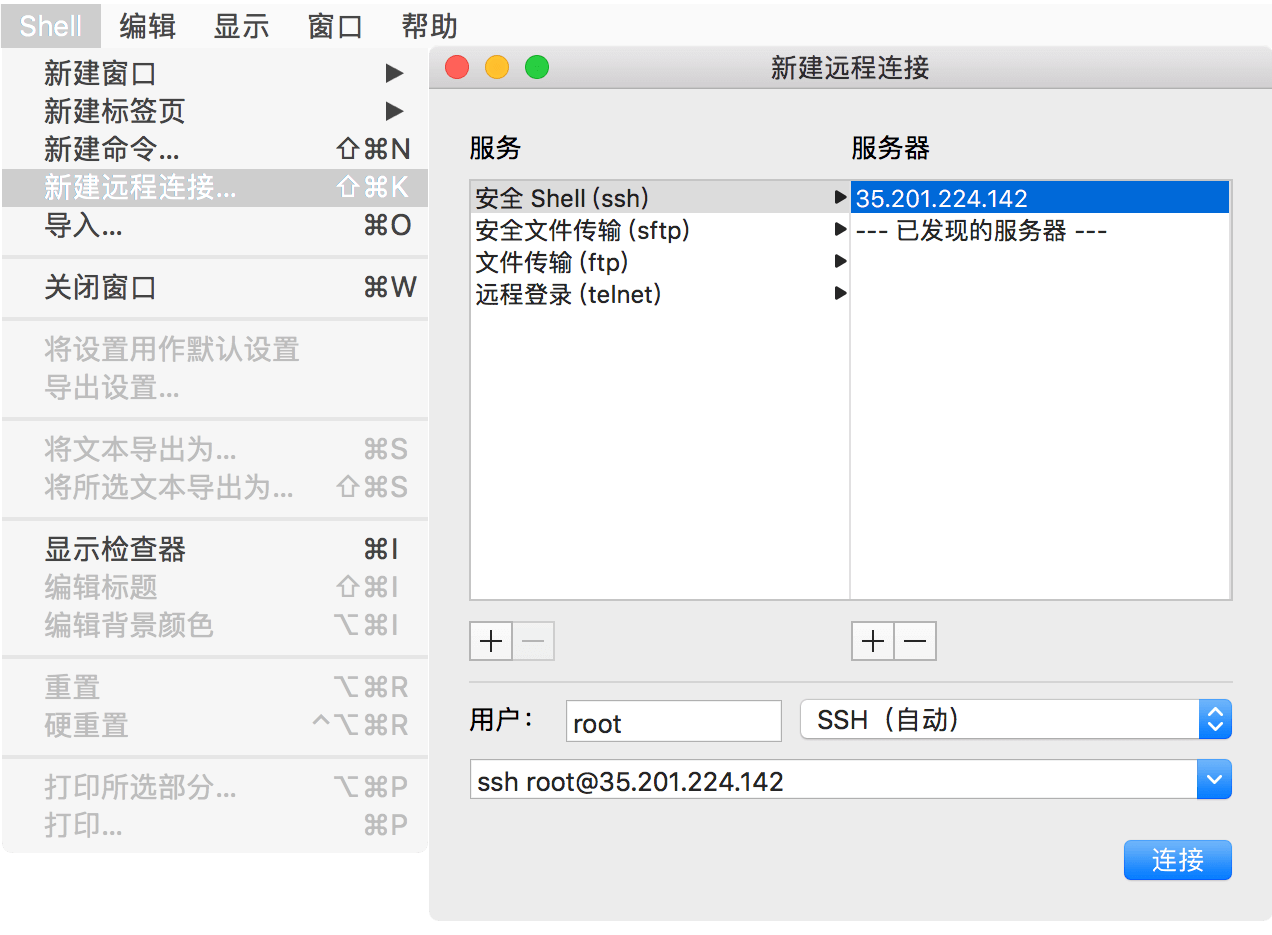 Shell 编辑 显示 窗口 帮助
新建窗口 ▶
新建标签页 ▶
新建命令... ⇧⌘N
新建远程连接... ⇧⌘K
导入... ⌘O
关闭窗口 ⌘W
将设置用作默认设置
导出设置...
将文本导出为... ⌘S
将所选文本导出为... ⇧⌘S
显示检查器 ⌘I
编辑标题 ⇧⌘I
编辑背景颜色 ⌥⌘I
重置 ⌥⌘R
硬重置 ^⌥⌘R
打印所选部分... ⌥⌘P
打印... ⌘P
新建远程连接
服务 服务器
安全 Shell (ssh) ▶ 35.201.224.142
安全文件传输 (sftp) ▶ --- 已发现的服务器 ---
文件传输 (ftp) ▶
远程登录 (telnet) ▶
+ − + −
用户： root SSH（自动）
ssh root@35.201.224.142
连接